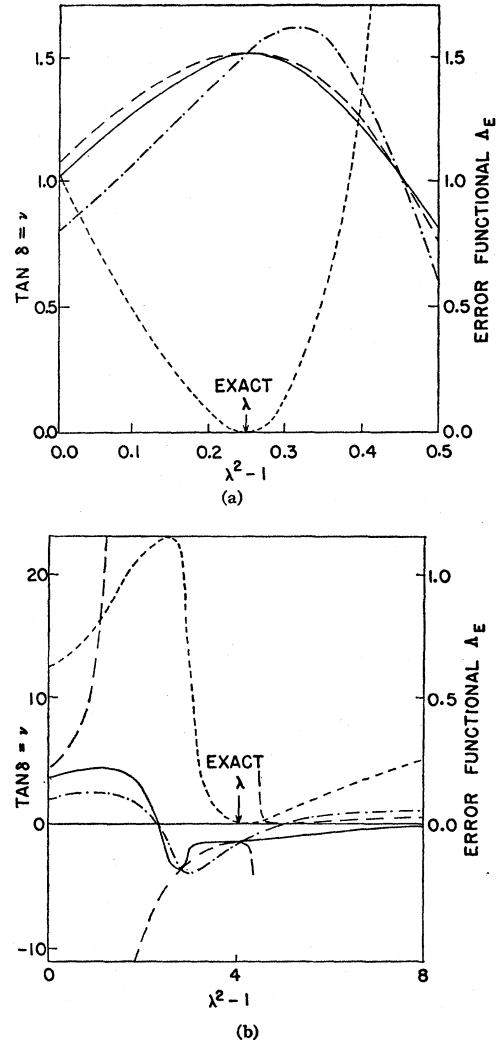 1.5
1.0
0.5
0.0
TAN δ = ν
1.5
1.0
0.5
0.0
ERROR FUNCTIONAL Λ_E
EXACT
λ
0.0 0.1 0.2 0.3 0.4 0.5
λ² - 1
(a)
20
10
0
-10
TAN δ = ν
1.0
0.5
0.0
ERROR FUNCTIONAL Λ_E
EXACT
λ
0 4 8
λ² - 1
(b)